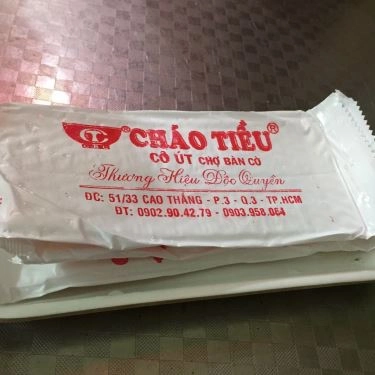 ® CHÁO TIỀU ®
CÔ ÚT CHỢ BÀN CỜ
Thương Hiệu Độc Quyền
ĐC: 51/33 CAO THẮNG - P.3 - Q.3 - TP.HCM
ĐT: 0902.90.42.79 - 0903.958.084